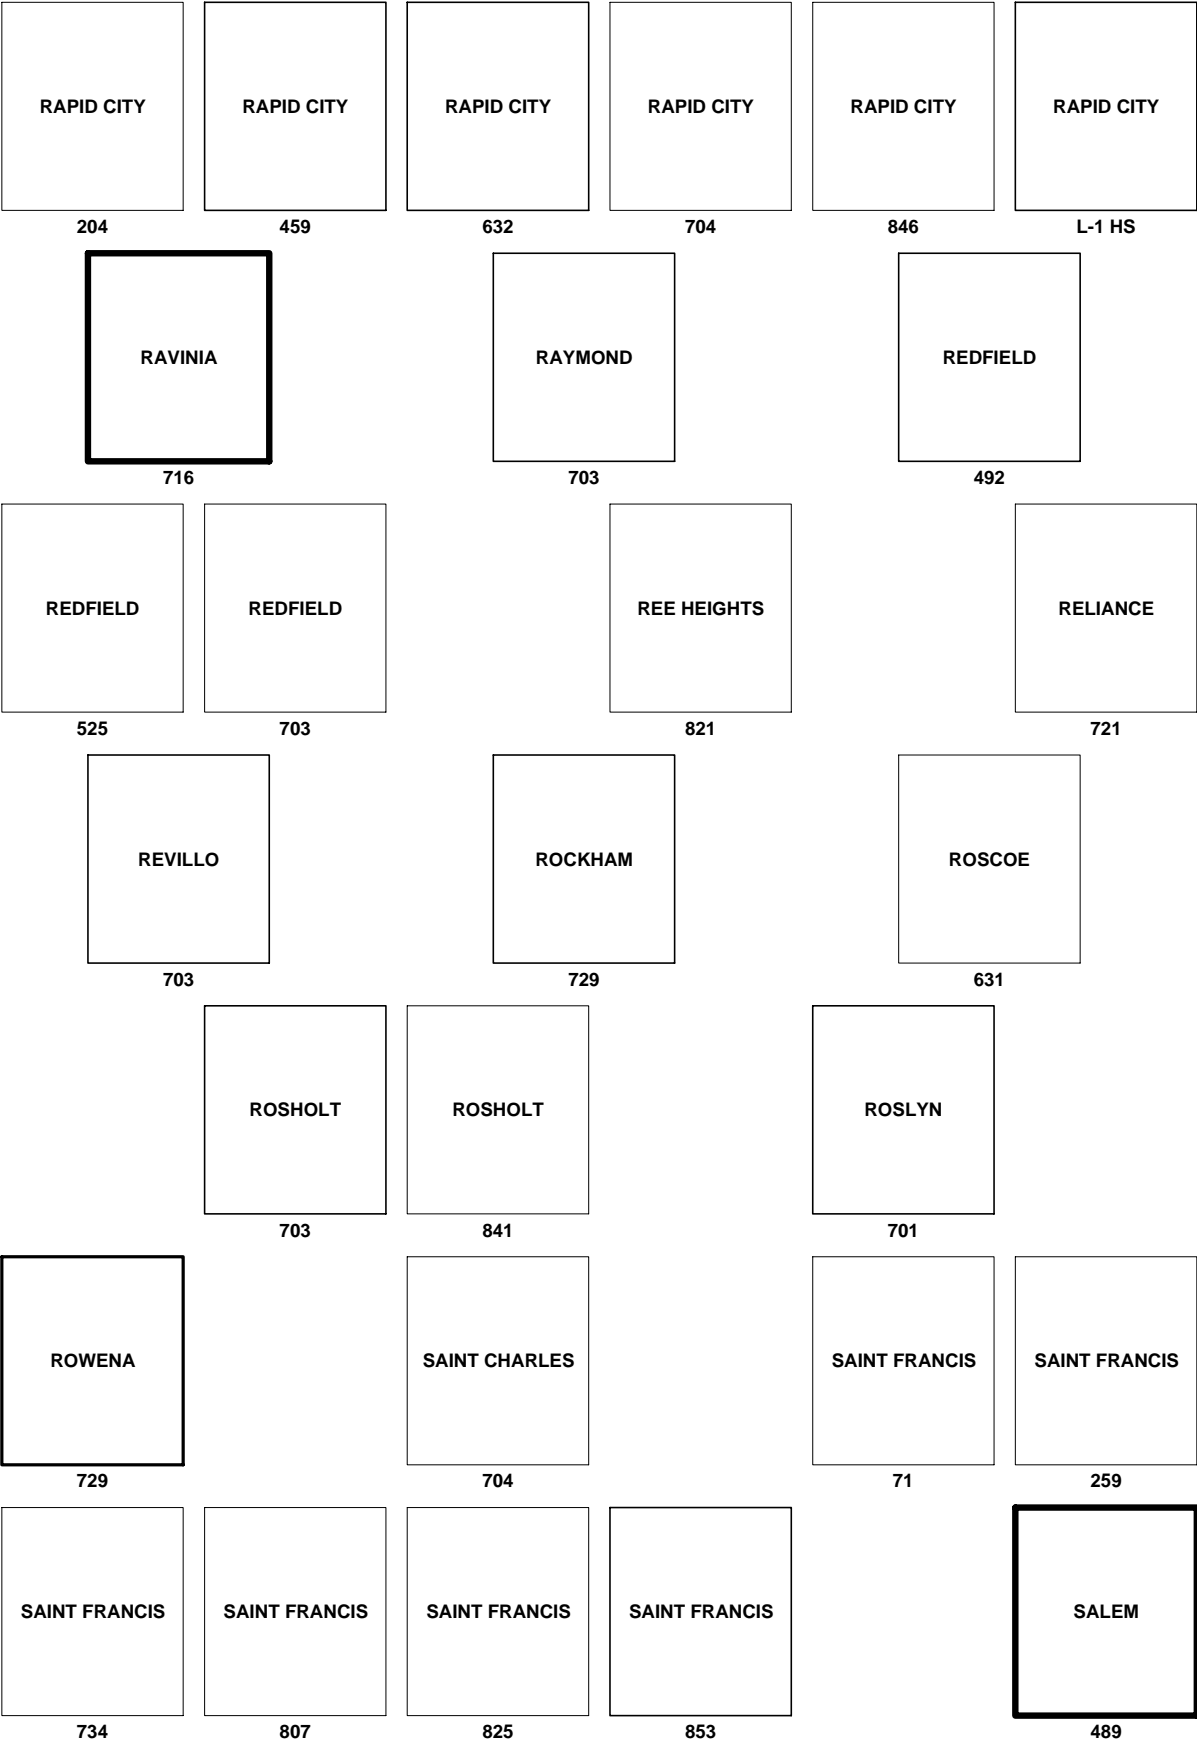 RAPID CITY RAPID CITY RAPID CITY RAPID CITY RAPID CITY RAPID CITY
204 459 632 704 846 L-1 HS
RAVINIA RAYMOND REDFIELD
716 703 492
REDFIELD REDFIELD REE HEIGHTS RELIANCE
525 703 821 721
REVILLO ROCKHAM ROSCOE
703 729 631
ROSHOLT ROSHOLT ROSLYN
703 841 701
ROWENA SAINT CHARLES SAINT FRANCIS SAINT FRANCIS
729 704 71 259
SAINT FRANCIS SAINT FRANCIS SAINT FRANCIS SAINT FRANCIS SALEM
734 807 825 853 489